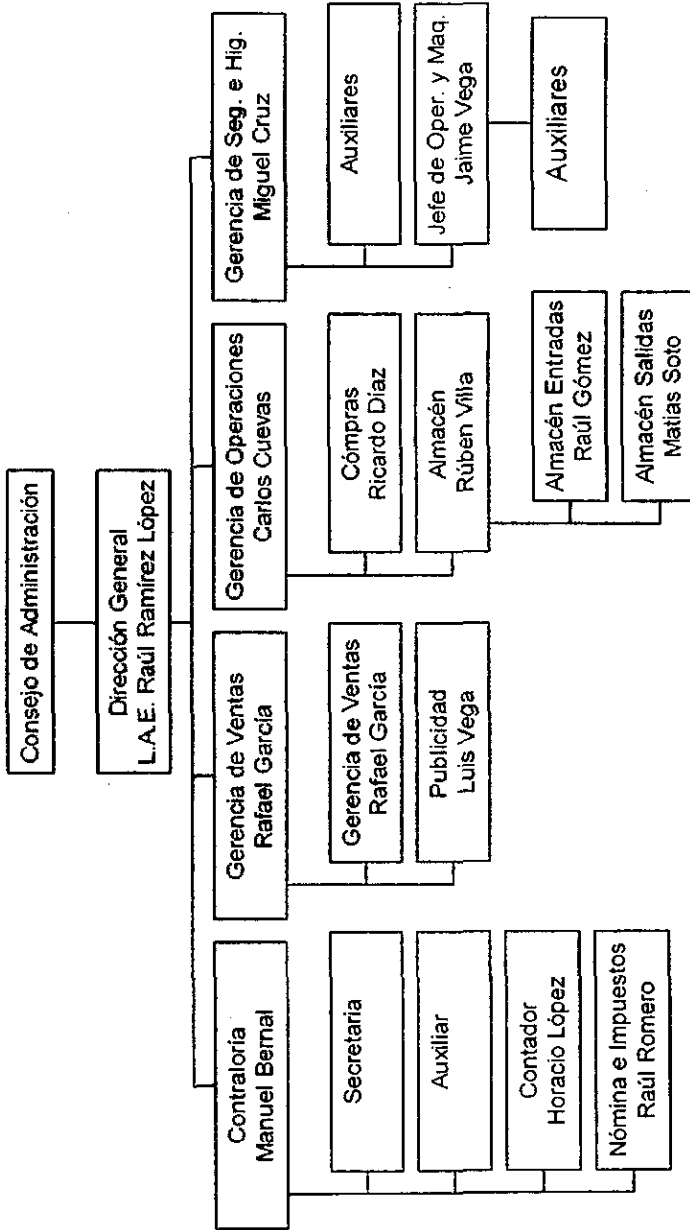 Consejo de Administración
Dirección General
L.A.E. Raúl Ramírez López
Contraloría
Manuel Bernal
Secretaria
Auxiliar
Contador
Horacio López
Nómina e Impuestos
Raúl Romero
Gerencia de Ventas
Rafael García
Gerencia de Ventas
Rafael García
Publicidad
Luis Vega
Gerencia de Operaciones
Carlos Cuevas
Cómpras
Ricardo Díaz
Almacén
Rúben Villa
Almacén Entradas
Raúl Gómez
Almacén Salidas
Matias Soto
Gerencia de Seg. e Hig.
Miguel Cruz
Auxiliares
Jefe de Oper. y Maq.
Jaime Vega
Auxiliares